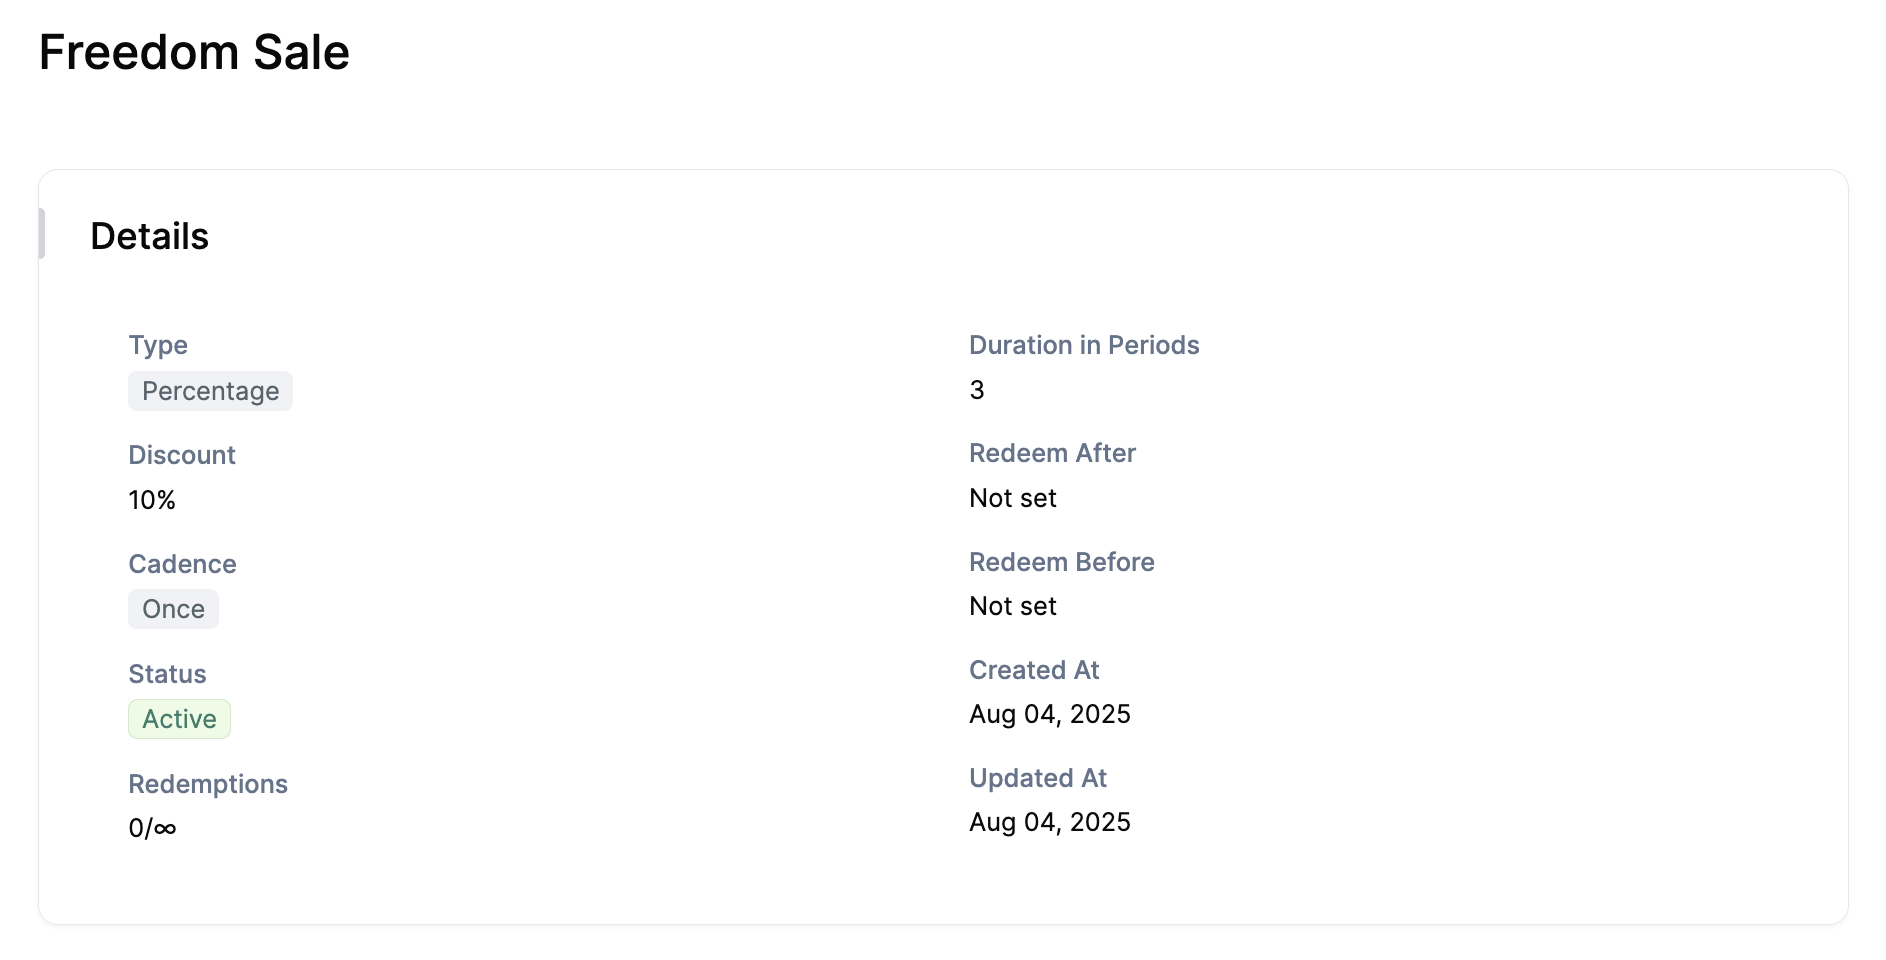 Freedom Sale
Details
Type
Percentage
Discount
10%
Cadence
Once
Status
Active
Redemptions
0/∞
Duration in Periods
3
Redeem After
Not set
Redeem Before
Not set
Created At
Aug 04, 2025
Updated At
Aug 04, 2025